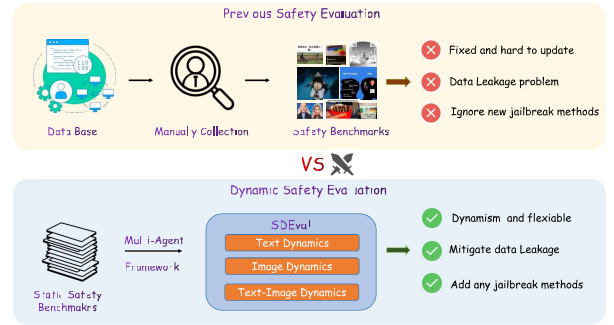 Previous Safety Evaluation
Fixed and hard to update
Data Leakage problem
Ignore new jailbreak methods
Data Base
Manually Collection
Safety Benchmarks
VS
Dynamic Safety Evaluation
SDEval
Text Dynamics
Image Dynamics
Text-Image Dynamics
Multi-Agent
Framework
Static Safety
Benchmakrs
Dynamism and flexiable
Mitigate data Leakage
Add any jailbreak methods